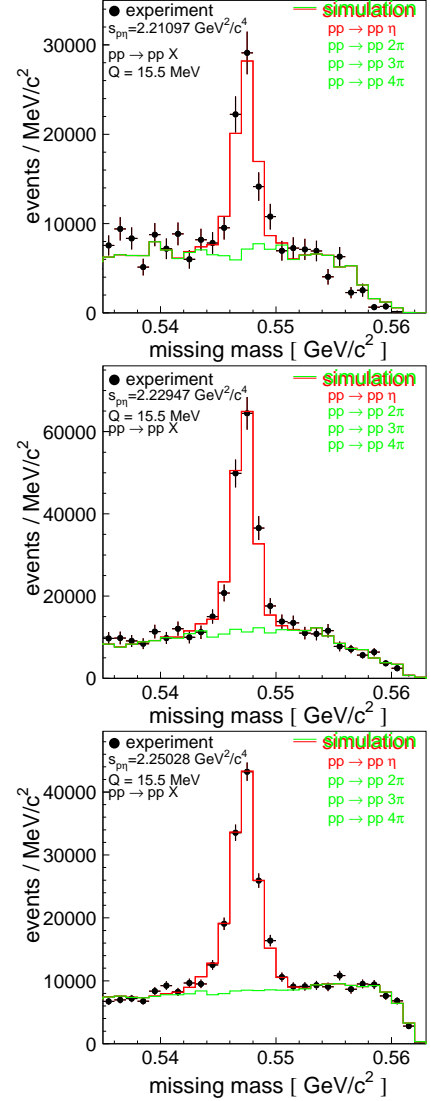 experiment
s_pη=2.21097 GeV²/c⁴
pp → pp X
Q = 15.5 MeV
simulation
pp → pp η
pp → pp 2π
pp → pp 3π
pp → pp 4π
events / MeV/c²
30000
20000
10000
0
0.54
0.55
0.56
missing mass [ GeV/c² ]
experiment
s_pη=2.22947 GeV²/c⁴
Q = 15.5 MeV
pp → pp X
simulation
pp → pp η
pp → pp 2π
pp → pp 3π
pp → pp 4π
events / MeV/c²
60000
40000
20000
0
0.54
0.55
0.56
missing mass [ GeV/c² ]
experiment
s_pη=2.25028 GeV²/c⁴
Q = 15.5 MeV
pp → pp X
simulation
pp → pp η
pp → pp 2π
pp → pp 3π
pp → pp 4π
events / MeV/c²
40000
30000
20000
10000
0
0.54
0.55
0.56
missing mass [ GeV/c² ]